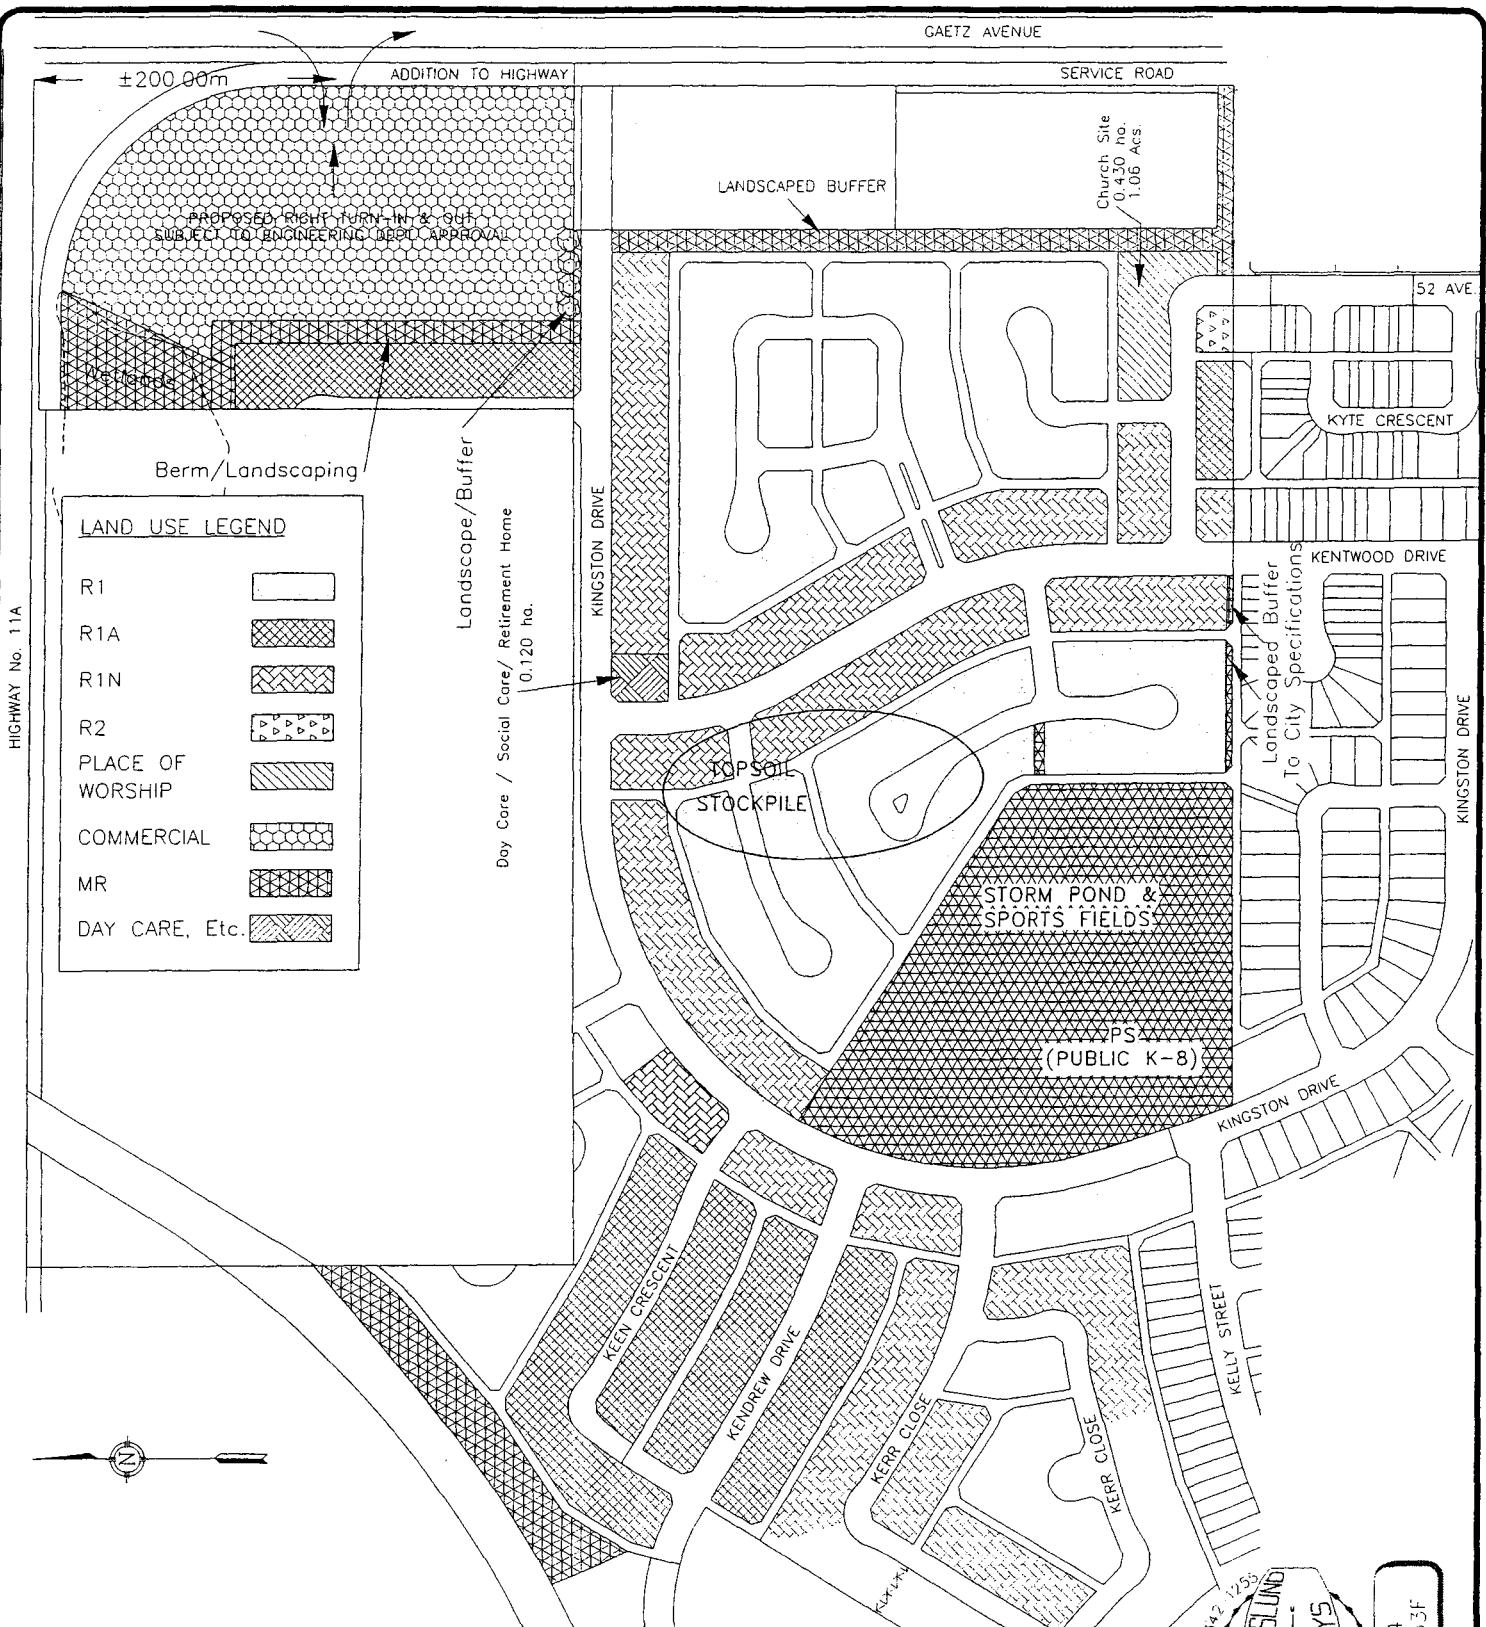 GAETZ AVENUE
±200.00m
ADDITION TO HIGHWAY
SERVICE ROAD
Church Site
0.430 ha.
1.06 Acs.
LANDSCAPED BUFFER
PROPOSED RIGHT TURN-IN & OUT
SUBJECT TO ENGINEERING DEPT. APPROVAL
52 AVE.
Wetlands
KYTE CRESCENT
Berm/Landscaping
Landscape/Buffer
KINGSTON DRIVE
LAND USE LEGEND
R1
R1A
R1N
R2
PLACE OF
WORSHIP
COMMERCIAL
MR
DAY CARE, Etc.
HIGHWAY No. 11A
Day Care / Social Care/ Retirement Home
0.120 ha.
KENTWOOD DRIVE
Landscaped Buffer
To City Specifications
KINGSTON DRIVE
TOPSOIL
STOCKPILE
STORM POND &
SPORTS FIELDS
PS
(PUBLIC K-8)
KINGSTON DRIVE
KEEN CRESCENT
KENDREW DRIVE
KERR CLOSE
KERR CLOSE
KELLY STREET
N